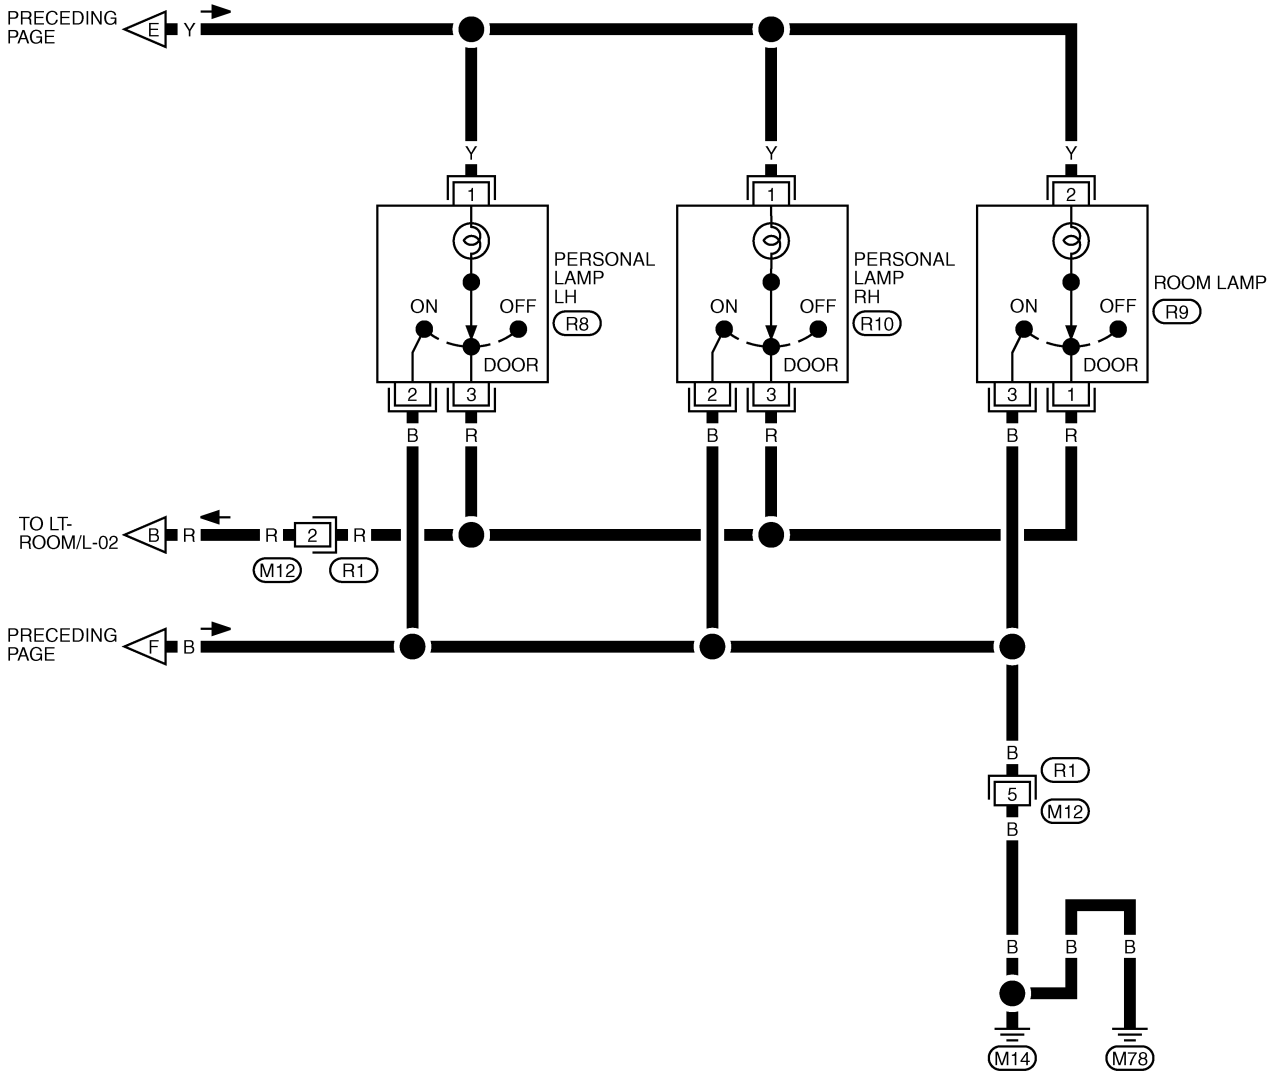 PRECEDING
PAGE
E Y
Y Y Y
1 1 2
PERSONAL
LAMP
LH
R8
PERSONAL
LAMP
RH
R10
ROOM LAMP
R9
ON OFF ON OFF ON OFF
DOOR DOOR DOOR
2 3 2 3 3 1
B R B R B R
TO LT-
ROOM/L-02
B R R 2 R
M12 R1
PRECEDING
PAGE
F B
B
R1
5
M12
B
B B B
M14 M78